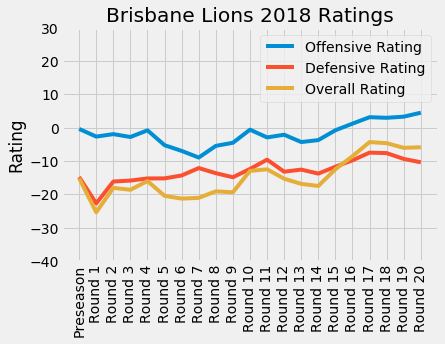 Brisbane Lions 2018 Ratings
Offensive Rating
Defensive Rating
Overall Rating
Rating
30
20
10
0
−10
−20
−30
−40
Preseason
Round 1
Round 2
Round 3
Round 4
Round 5
Round 6
Round 7
Round 8
Round 9
Round 10
Round 11
Round 12
Round 13
Round 14
Round 15
Round 16
Round 17
Round 18
Round 19
Round 20